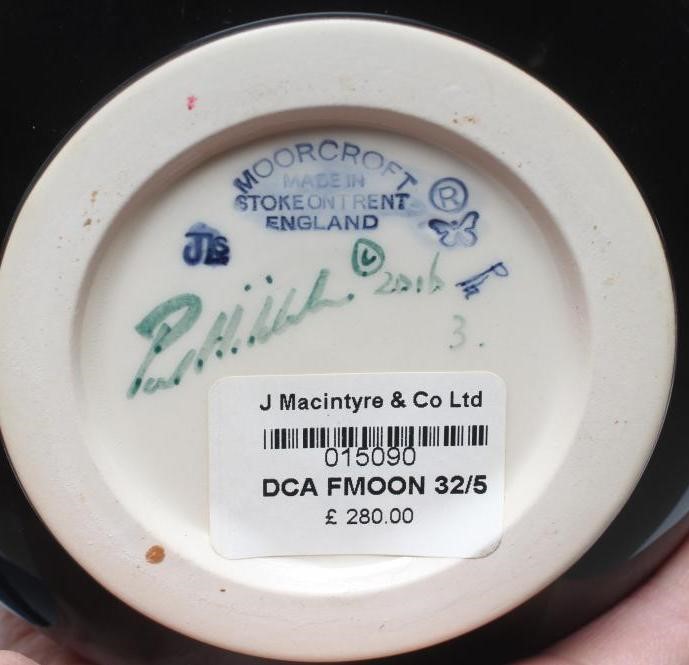 MOORCROFT
MADE IN
STOKE ON TRENT
ENGLAND
®
JLS
© 2016
3.
J Macintyre & Co Ltd
015090
DCA FMOON 32/5
£ 280.00